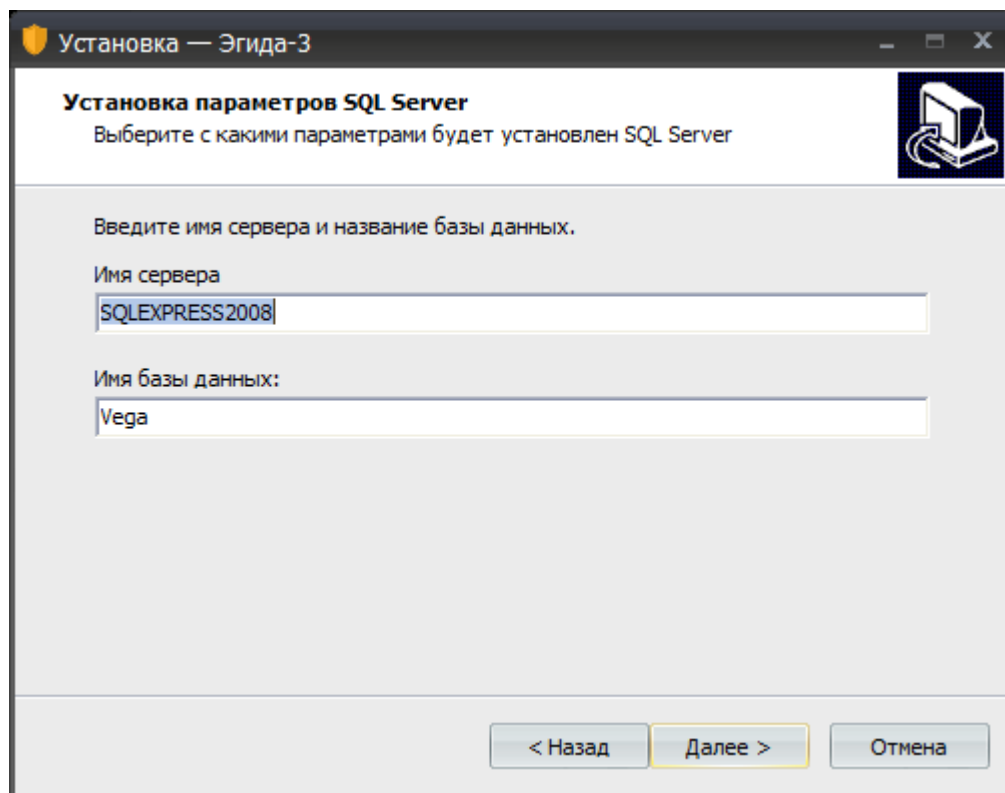 Установка — Эгида-3
Установка параметров SQL Server
Выберите с какими параметрами будет установлен SQL Server
Введите имя сервера и название базы данных.
Имя сервера
SQLEXPRESS2008
Имя базы данных:
Vega
< Назад
Далее >
Отмена